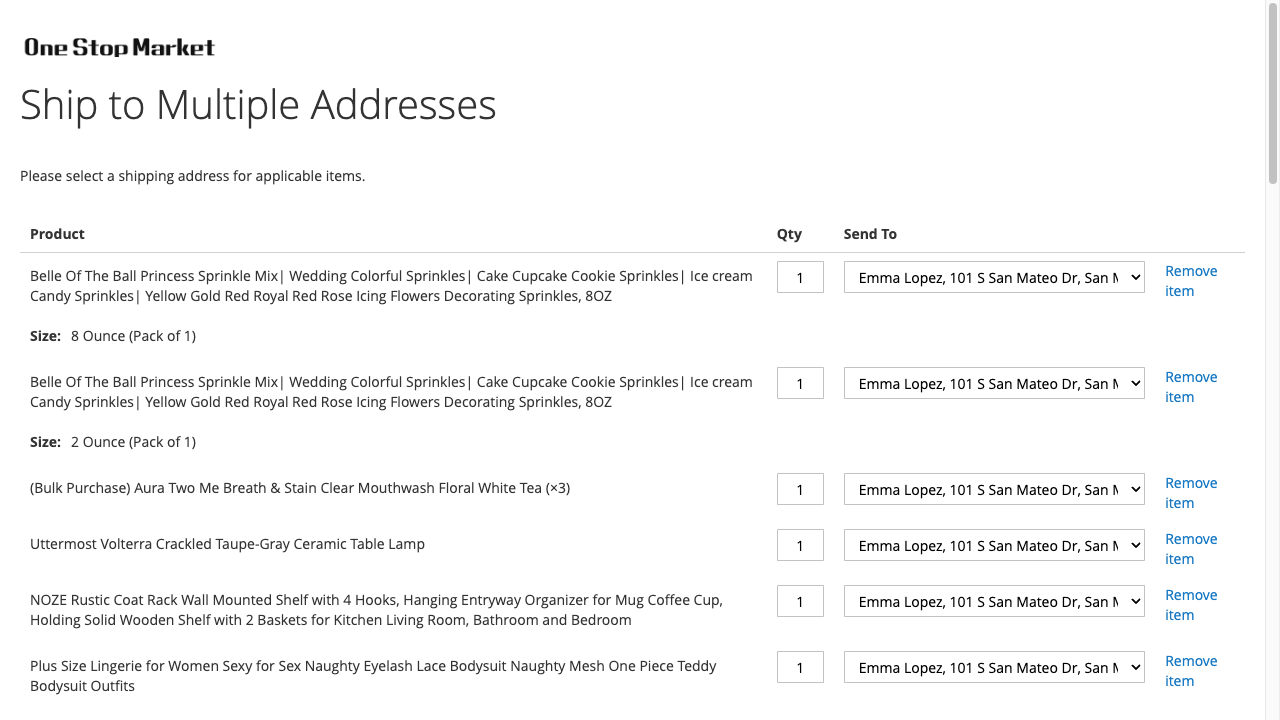 One Stop Market
Ship to Multiple Addresses
Please select a shipping address for applicable items.
Product Qty Send To
Belle Of The Ball Princess Sprinkle Mix| Wedding Colorful Sprinkles| Cake Cupcake Cookie Sprinkles| Ice cream
Candy Sprinkles| Yellow Gold Red Royal Red Rose Icing Flowers Decorating Sprinkles, 8OZ
Size: 8 Ounce (Pack of 1)
1
Emma Lopez, 101 S San Mateo Dr, San M
Remove
item
Belle Of The Ball Princess Sprinkle Mix| Wedding Colorful Sprinkles| Cake Cupcake Cookie Sprinkles| Ice cream
Candy Sprinkles| Yellow Gold Red Royal Red Rose Icing Flowers Decorating Sprinkles, 8OZ
Size: 2 Ounce (Pack of 1)
1
Emma Lopez, 101 S San Mateo Dr, San M
Remove
item
(Bulk Purchase) Aura Two Me Breath & Stain Clear Mouthwash Floral White Tea (×3)
1
Emma Lopez, 101 S San Mateo Dr, San M
Remove
item
Uttermost Volterra Crackled Taupe-Gray Ceramic Table Lamp
1
Emma Lopez, 101 S San Mateo Dr, San M
Remove
item
NOZE Rustic Coat Rack Wall Mounted Shelf with 4 Hooks, Hanging Entryway Organizer for Mug Coffee Cup,
Holding Solid Wooden Shelf with 2 Baskets for Kitchen Living Room, Bathroom and Bedroom
1
Emma Lopez, 101 S San Mateo Dr, San M
Remove
item
Plus Size Lingerie for Women Sexy for Sex Naughty Eyelash Lace Bodysuit Naughty Mesh One Piece Teddy
Bodysuit Outfits
1
Emma Lopez, 101 S San Mateo Dr, San M
Remove
item